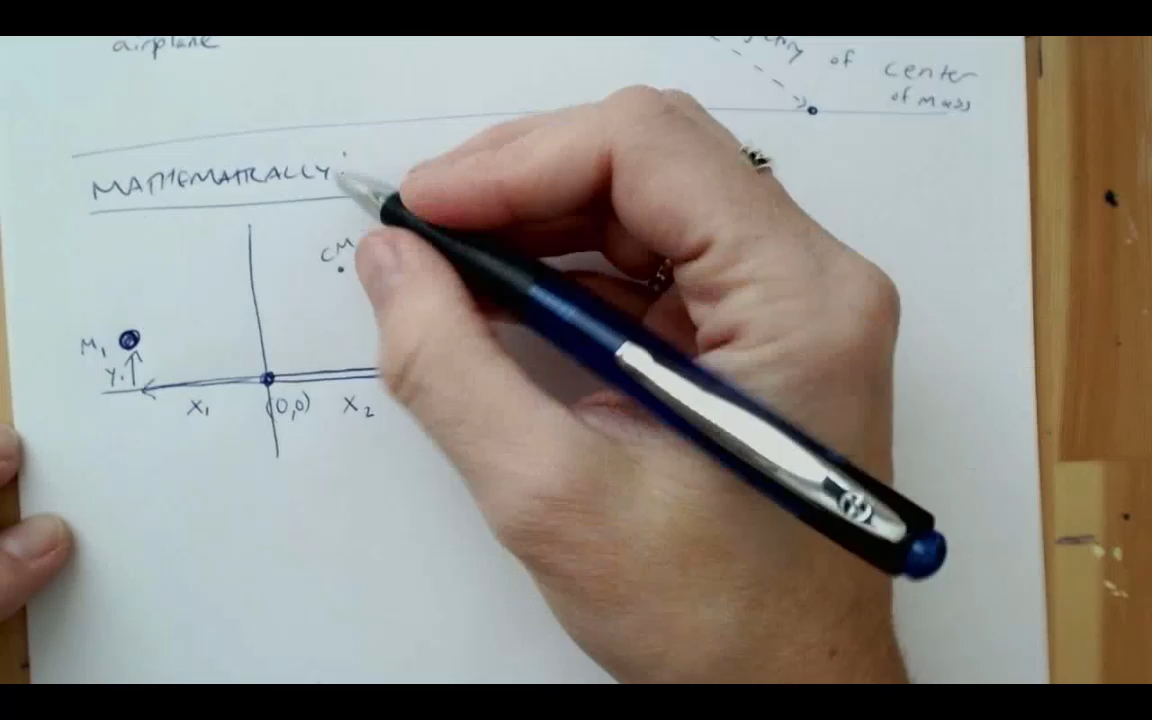 airplane
of center
of mass
MATHEMATICALLY:
CM
M₁
Y₁
X₁ (0,0) X₂